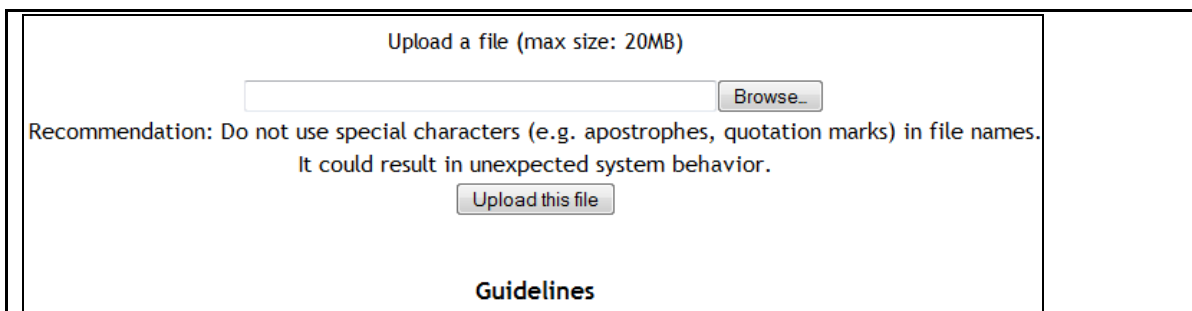 Upload a file (max size: 20MB)
Browse...
Recommendation: Do not use special characters (e.g. apostrophes, quotation marks) in file names.
It could result in unexpected system behavior.
Upload this file
Guidelines